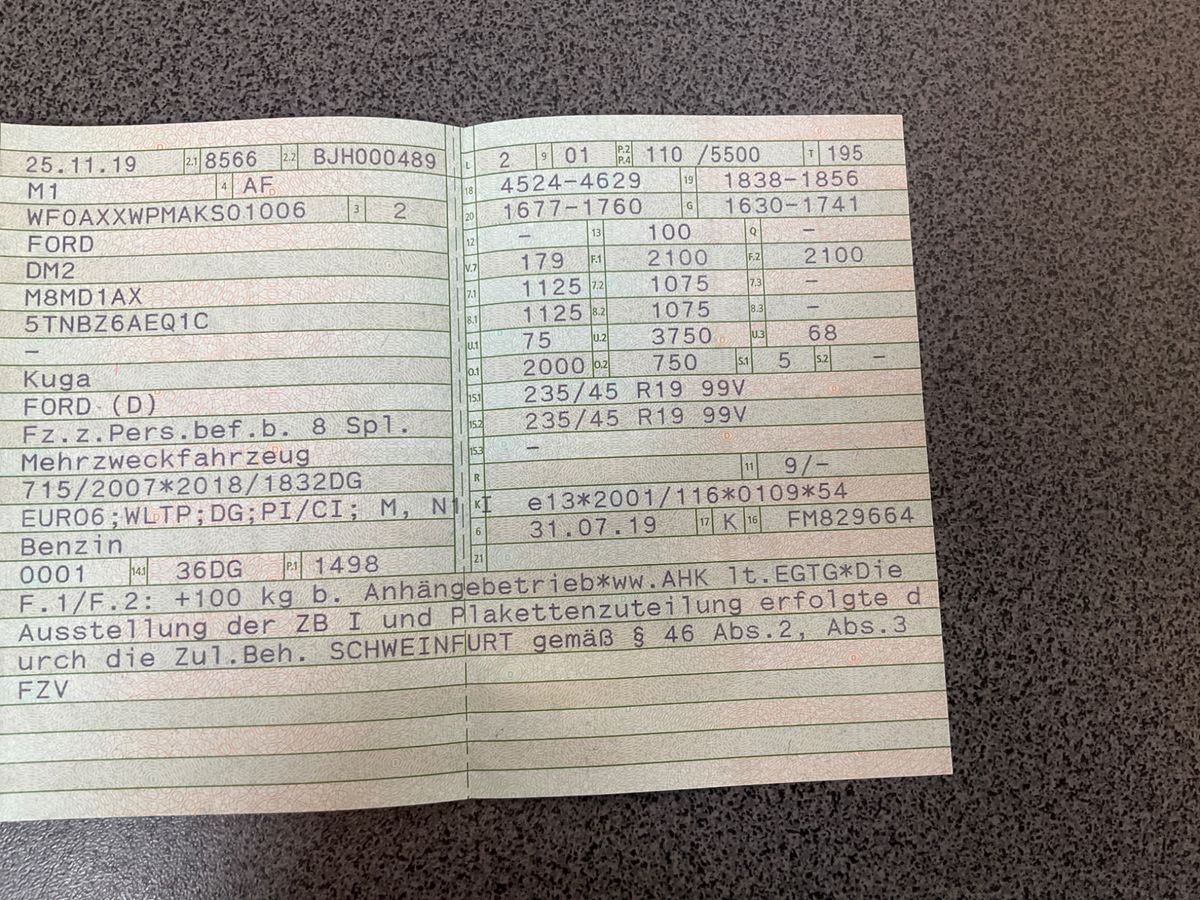 25.11.19 2.1 8566 2.2 BJH000489
M1 4 AF
WF0AXXWPMAKS01006 3 2
FORD
DM2
M8MD1AX
5TNBZ6AEQ1C
–
Kuga
FORD (D)
Fz.z.Pers.bef.b. 8 Spl.
Mehrzweckfahrzeug
715/2007*2018/1832DG
EURO6;WLTP;DG;PI/CI; M, N1 I
Benzin
0001 14.1 36DG P.1 1498
L 2 9 01 P.2 P.4 110 /5500 T 195
18 4524-4629 19 1838-1856
20 1677-1760 G 1630-1741
12 – 13 100 Q –
V.7 179 F.1 2100 F.2 2100
7.1 1125 7.2 1075 7.3 –
8.1 1125 8.2 1075 8.3 –
U.1 75 U.2 3750 U.3 68
O.1 2000 O.2 750 S.1 5 S.2 –
15.1 235/45 R19 99V
15.2 235/45 R19 99V
15.3 –
R 11 9/–
K e13*2001/116*0109*54
6 31.07.19 17 K 16 FM829664
21
F.1/F.2: +100 kg b. Anhängebetrieb*ww.AHK lt.EGTG*Die
Ausstellung der ZB I und Plakettenzuteilung erfolgte d
urch die Zul.Beh. SCHWEINFURT gemäß § 46 Abs.2, Abs.3
FZV